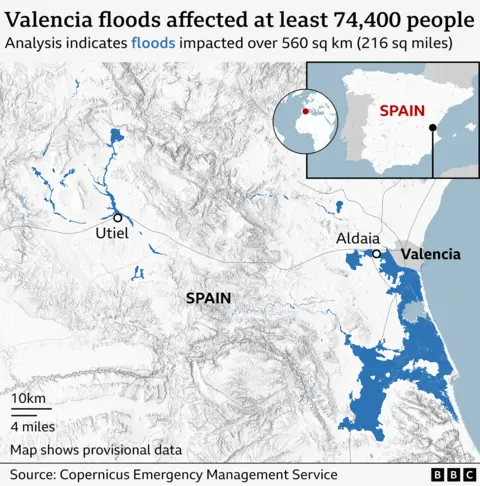 Valencia floods affected at least 74,400 people
Analysis indicates floods impacted over 560 sq km (216 sq miles)
SPAIN
Utiel
Aldaia
Valencia
SPAIN
10km
4 miles
Map shows provisional data
Source: Copernicus Emergency Management Service
BBC